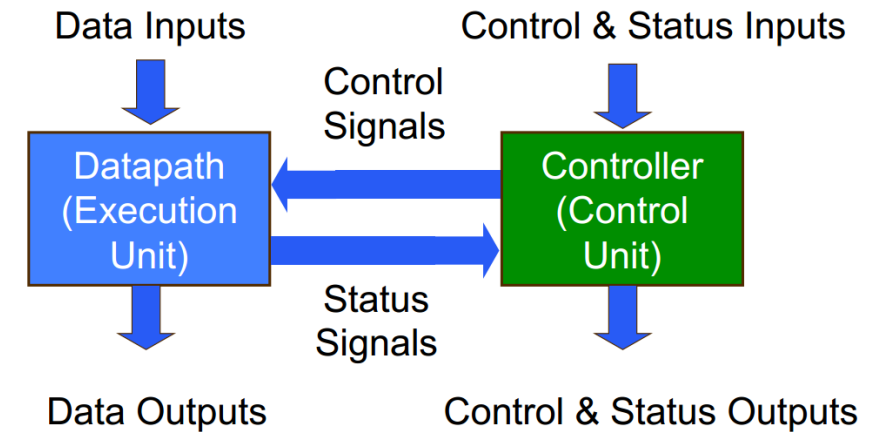 Data Inputs
Control & Status Inputs
Control
Signals
Datapath
(Execution
Unit)
Controller
(Control
Unit)
Status
Signals
Data Outputs
Control & Status Outputs